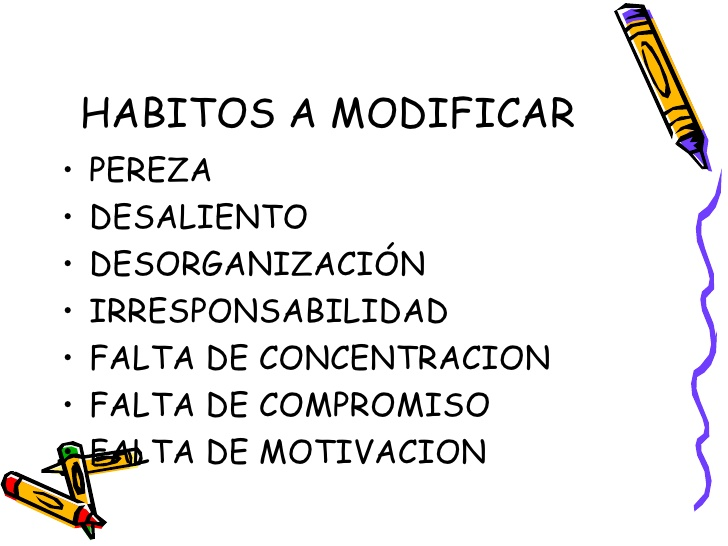 HABITOS A MODIFICAR
• PEREZA
• DESALIENTO
• DESORGANIZACIÓN
• IRRESPONSABILIDAD
• FALTA DE CONCENTRACION
• FALTA DE COMPROMISO
FALTA DE MOTIVACION